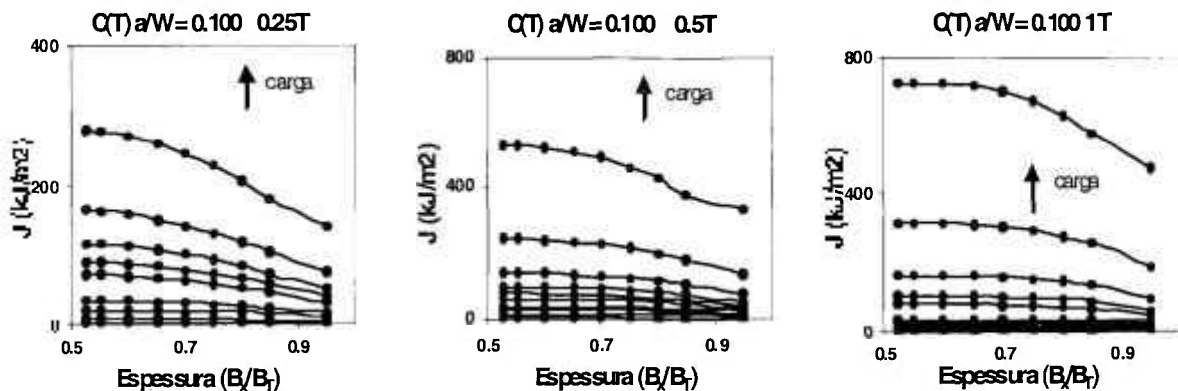 C(T) a/W = 0.100 0.25T
400
carga
200
J (kJ/m2)
0.5
0.7
0.9
Espessura (Bx/BT)
C(T) a/W = 0.100 0.5T
800
carga
400
J (kJ/m2)
0
0.5
0.7
0.9
Espessura (Bx/BT)
C(T) a/W = 0.100 1T
800
carga
400
J (kJ/m2)
0
0.5
0.7
0.9
Espessura (Bx/BT)